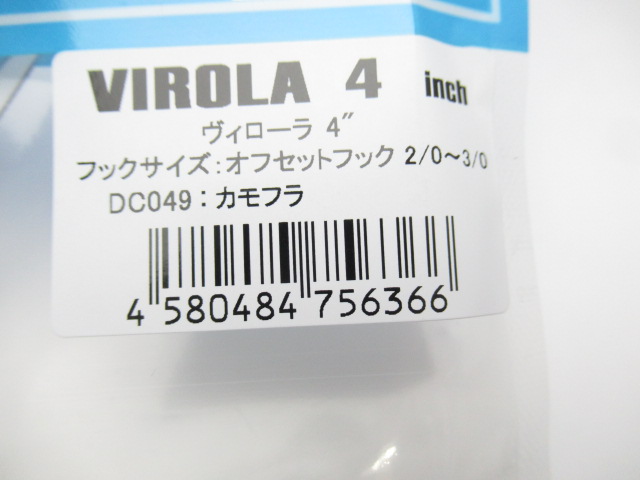 VIROLA 4 inch
ヴィローラ 4"
フックサイズ:オフセットフック 2/0~3/0
DC049:カモフラ
4 580484 756366